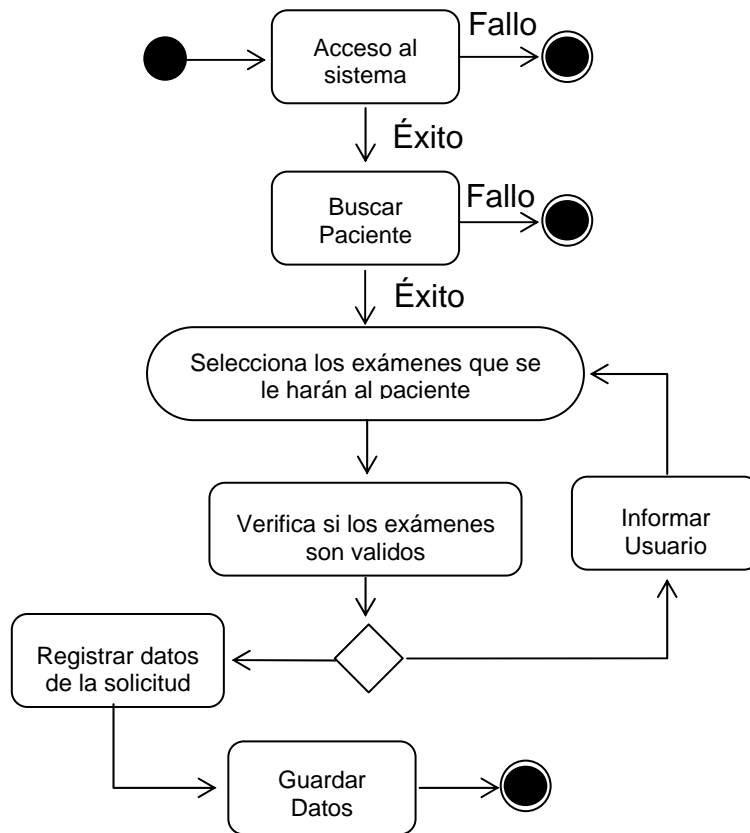 Acceso al
sistema
Fallo
Éxito
Buscar
Paciente
Fallo
Éxito
Selecciona los exámenes que se
le harán al paciente
Verifica si los exámenes
son validos
Informar
Usuario
Registrar datos
de la solicitud
Guardar
Datos